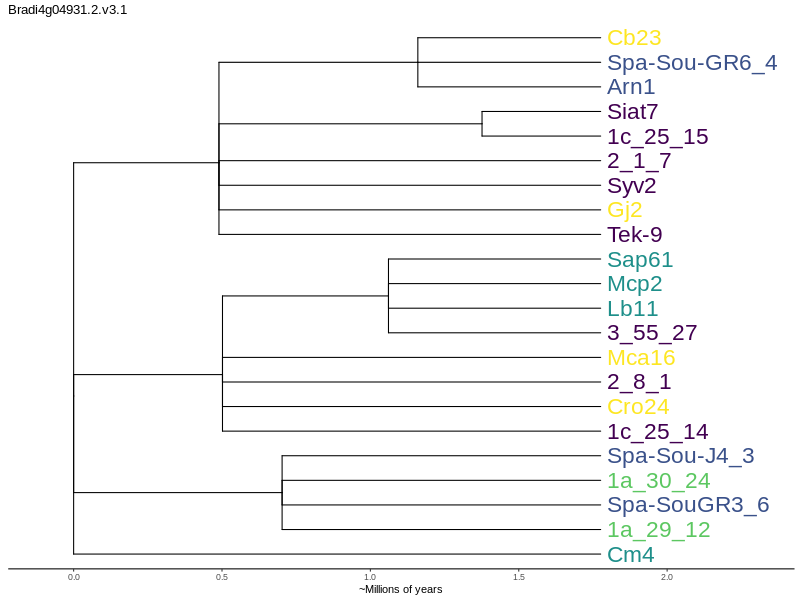 Bradi4g04931.2.v3.1
Cb23
Spa-Sou-GR6_4
Arn1
Siat7
1c_25_15
2_1_7
Syv2
Gj2
Tek-9
Sap61
Mcp2
Lb11
3_55_27
Mca16
2_8_1
Cro24
1c_25_14
Spa-Sou-J4_3
1a_30_24
Spa-SouGR3_6
1a_29_12
Cm4
0.0 0.5 1.0 1.5 2.0
~Millions of years